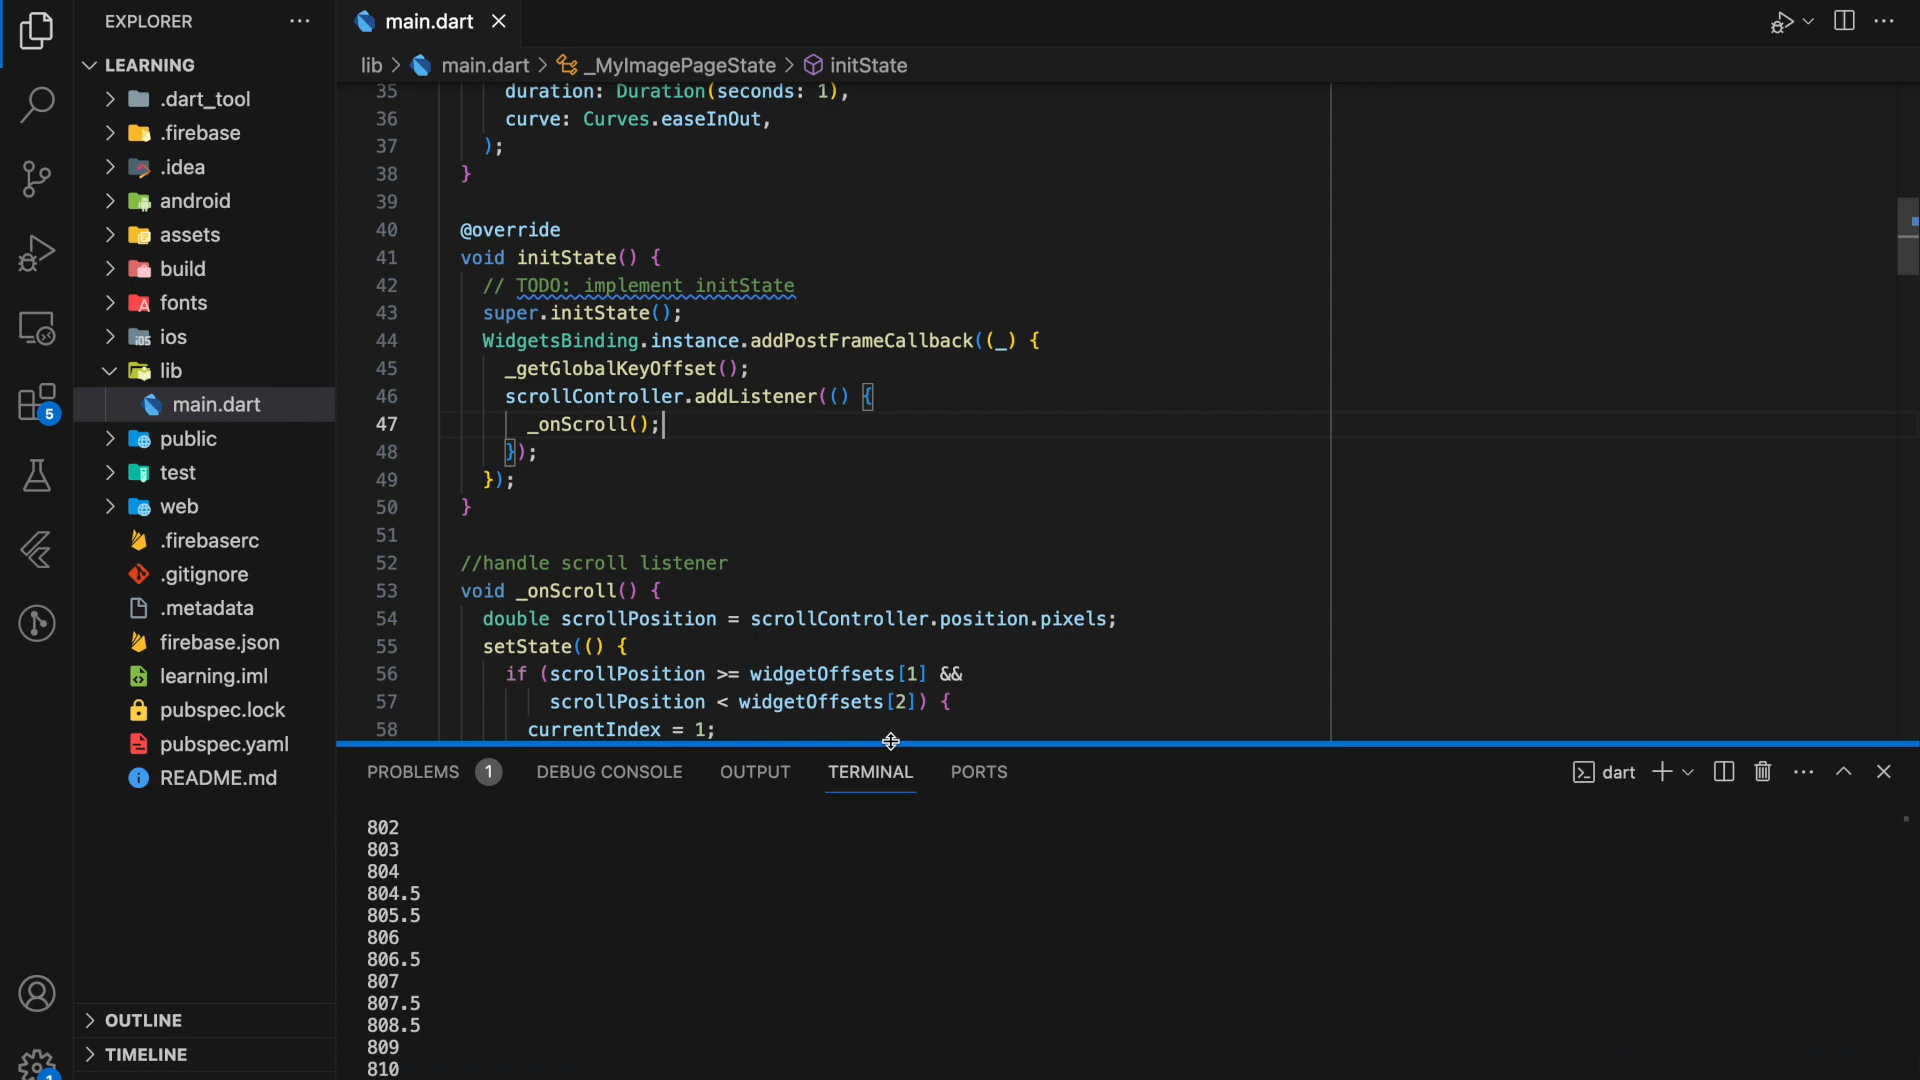 EXPLORER
LEARNING
.dart_tool
.firebase
.idea
android
assets
build
fonts
ios
lib
main.dart
public
test
web
.firebaserc
.gitignore
.metadata
firebase.json
learning.iml
pubspec.lock
pubspec.yaml
README.md
OUTLINE
TIMELINE
5
1
main.dart
lib > main.dart > _MyImagePageState > initState
35 duration: Duration(seconds: 1),
36 curve: Curves.easeInOut,
37 );
38 }
39
40 @override
41 void initState() {
42 // TODO: implement initState
43 super.initState();
44 WidgetsBinding.instance.addPostFrameCallback((_) {
45 _getGlobalKeyOffset();
46 scrollController.addListener(() {
47 _onScroll();
48 });
49 });
50 }
51
52 //handle scroll listener
53 void _onScroll() {
54 double scrollPosition = scrollController.position.pixels;
55 setState(() {
56 if (scrollPosition >= widgetOffsets[1] &&
57 scrollPosition < widgetOffsets[2]) {
58 currentIndex = 1;
PROBLEMS 1 DEBUG CONSOLE OUTPUT TERMINAL PORTS dart
802
803
804
804.5
805.5
806
806.5
807
807.5
808.5
809
810